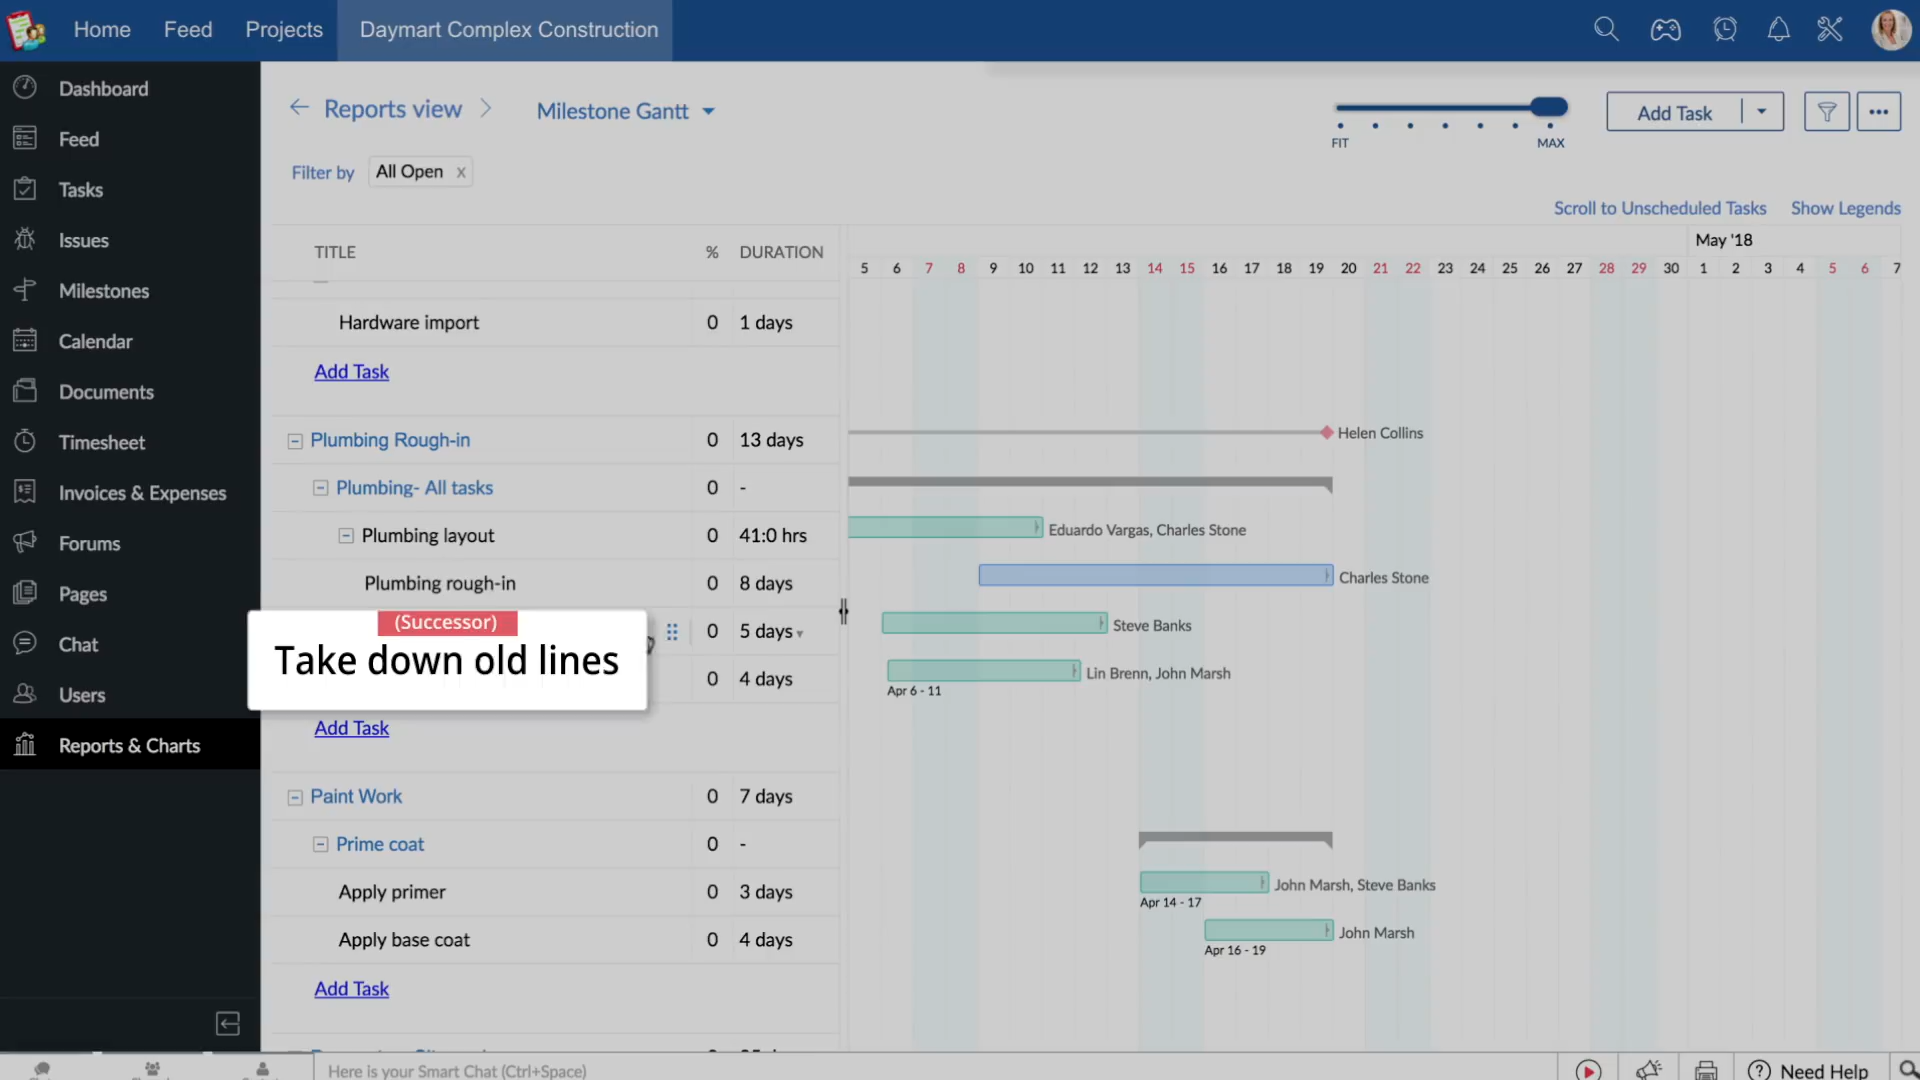 Home
Feed
Projects
Daymart Complex Construction
Dashboard
Feed
Tasks
Issues
Milestones
Calendar
Documents
Timesheet
Invoices & Expenses
Forums
Pages
Chat
Users
Reports & Charts
Reports view
Milestone Gantt
FIT
MAX
Add Task
Filter by
All Open x
Scroll to Unscheduled Tasks
Show Legends
TITLE % DURATION
May '18
5 6 7 8 9 10 11 12 13 14 15 16 17 18 19 20 21 22 23 24 25 26 27 28 29 30 1 2 3 4 5 6 7
Hardware import 0 1 days
Add Task
Plumbing Rough-in 0 13 days
Helen Collins
Plumbing- All tasks 0 -
Plumbing layout 0 41:0 hrs
Eduardo Vargas, Charles Stone
Plumbing rough-in 0 8 days
Charles Stone
(Successor)
Take down old lines
0 5 days
Steve Banks
0 4 days
Lin Brenn, John Marsh
Apr 6 - 11
Add Task
Paint Work 0 7 days
Prime coat 0 -
Apply primer 0 3 days
John Marsh, Steve Banks
Apr 14 - 17
Apply base coat 0 4 days
John Marsh
Apr 16 - 19
Add Task
Here is your Smart Chat (Ctrl+Space)
Need Help